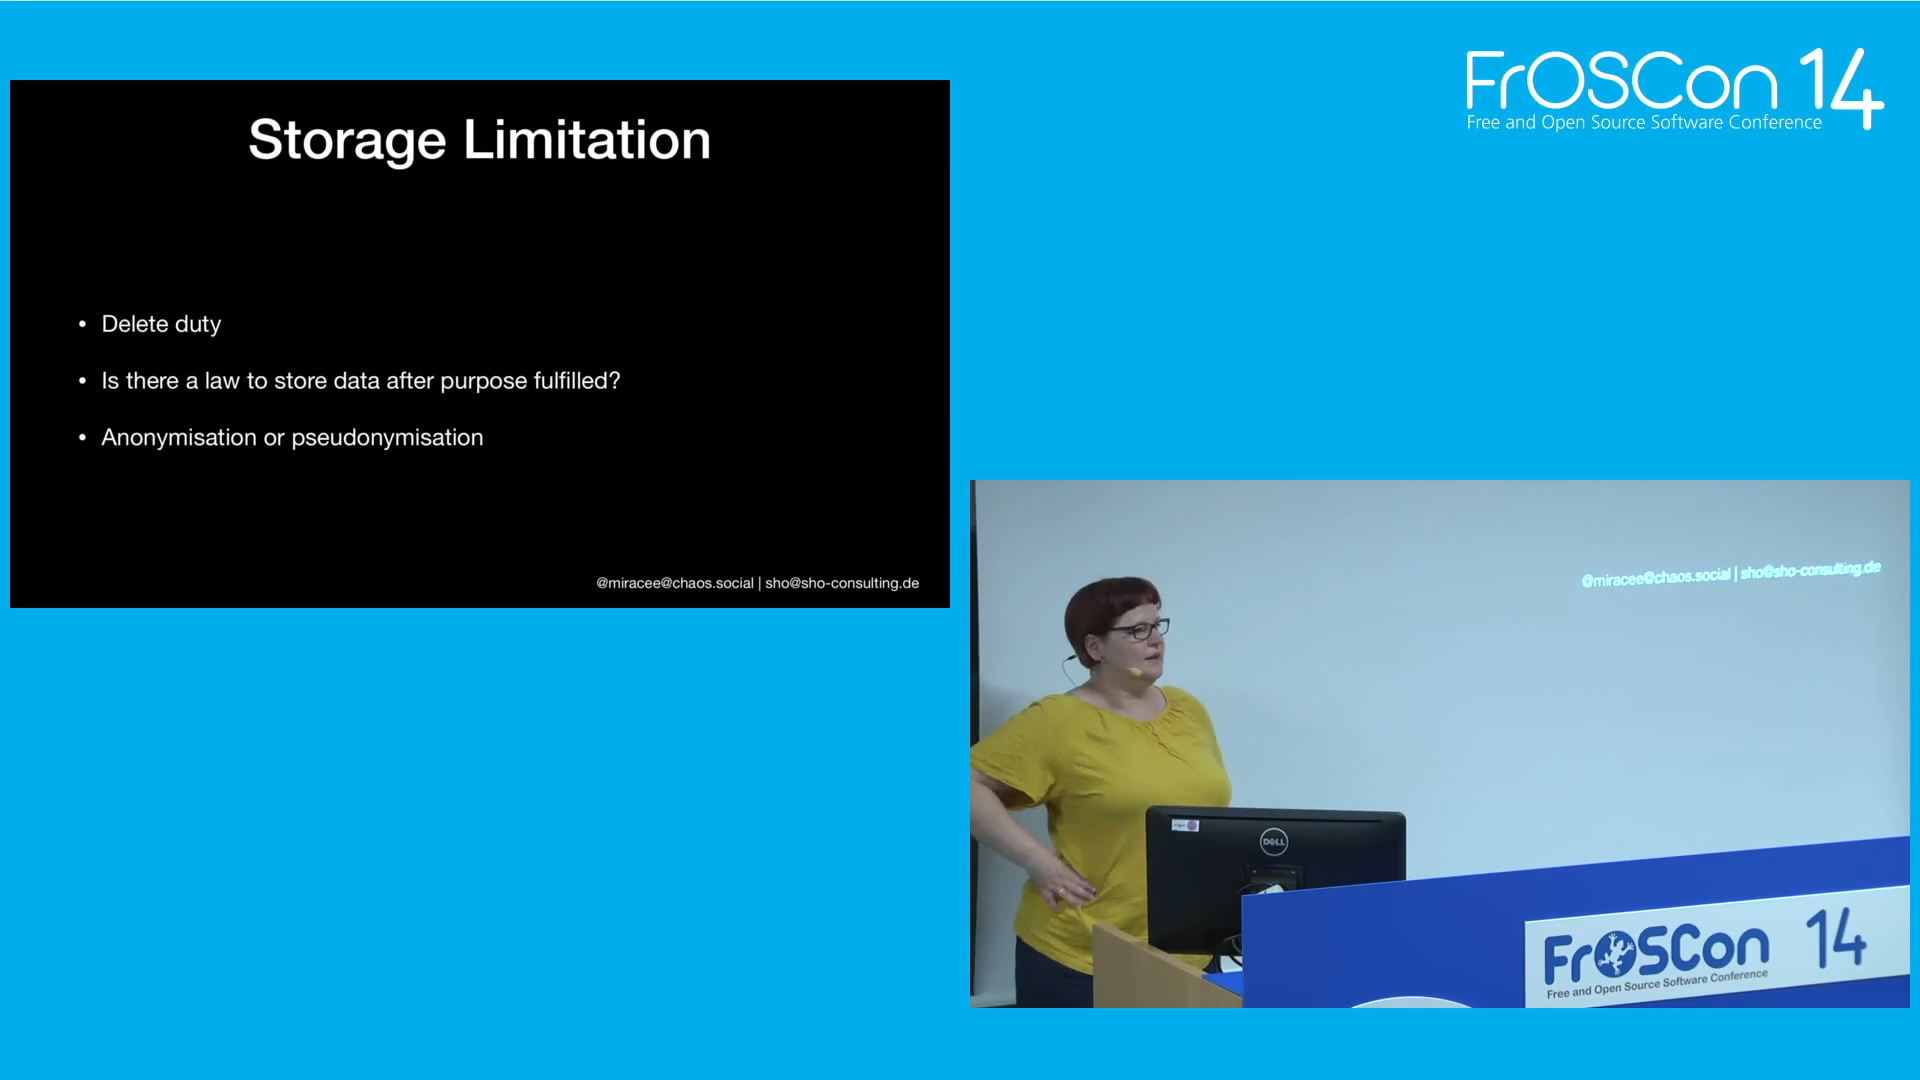 FrOSCon 14
Free and Open Source Software Conference
Storage Limitation
• Delete duty
• Is there a law to store data after purpose fulfilled?
• Anonymisation or pseudonymisation
@miracee@chaos.social | sho@sho-consulting.de
@miracee@chaos.social | sho@sho-consulting.de
DELL
FrOSCon 14
Free and Open Source Software Conference